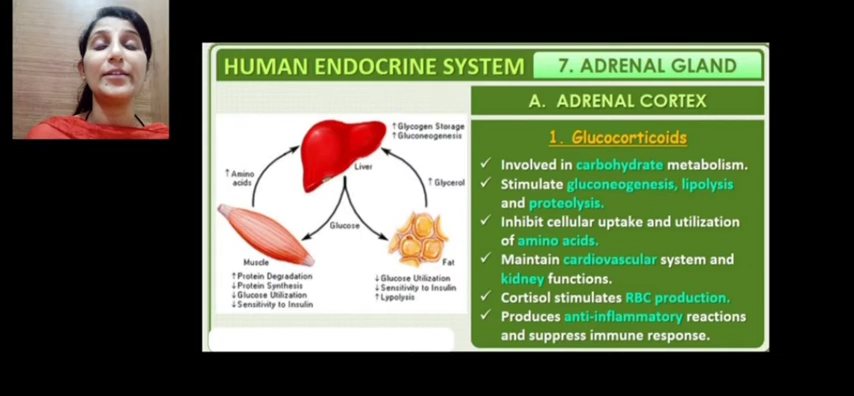 HUMAN ENDOCRINE SYSTEM
7. ADRENAL GLAND
A. ADRENAL CORTEX
↑Glycogen Storage
↑Gluconeogenesis
Liver
↑Amino
acids
↑Glycerol
Glucose
Muscle
↑Protein Degradation
↓Protein Synthesis
↓Glucose Utilization
↓Sensitivity to Insulin
Fat
↓Glucose Utilization
↓Sensitivity to Insulin
↑Lypolysis
1. Glucocorticoids
✓ Involved in carbohydrate metabolism.
✓ Stimulate gluconeogenesis, lipolysis
and proteolysis.
✓ Inhibit cellular uptake and utilization
of amino acids.
✓ Maintain cardiovascular system and
kidney functions.
✓ Cortisol stimulates RBC production.
✓ Produces anti-inflammatory reactions
and suppress immune response.